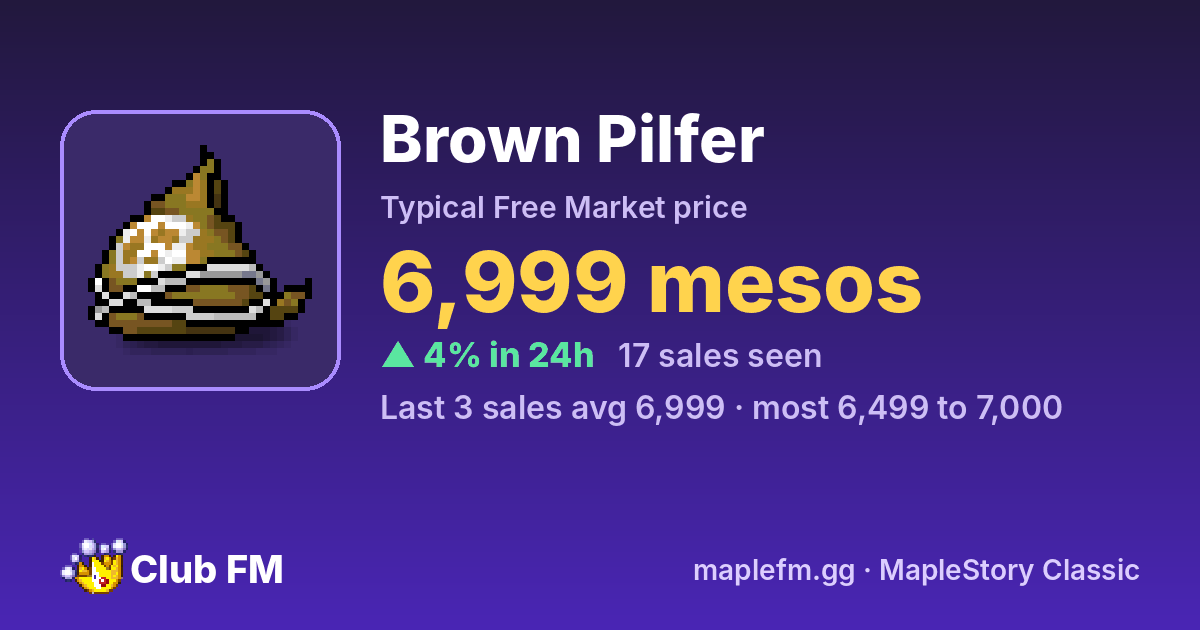 Brown Pilfer
Typical Free Market price
6,999 mesos
▲ 4% in 24h 17 sales seen
Last 3 sales avg 6,999 · most 6,499 to 7,000
Club FM
maplefm.gg · MapleStory Classic